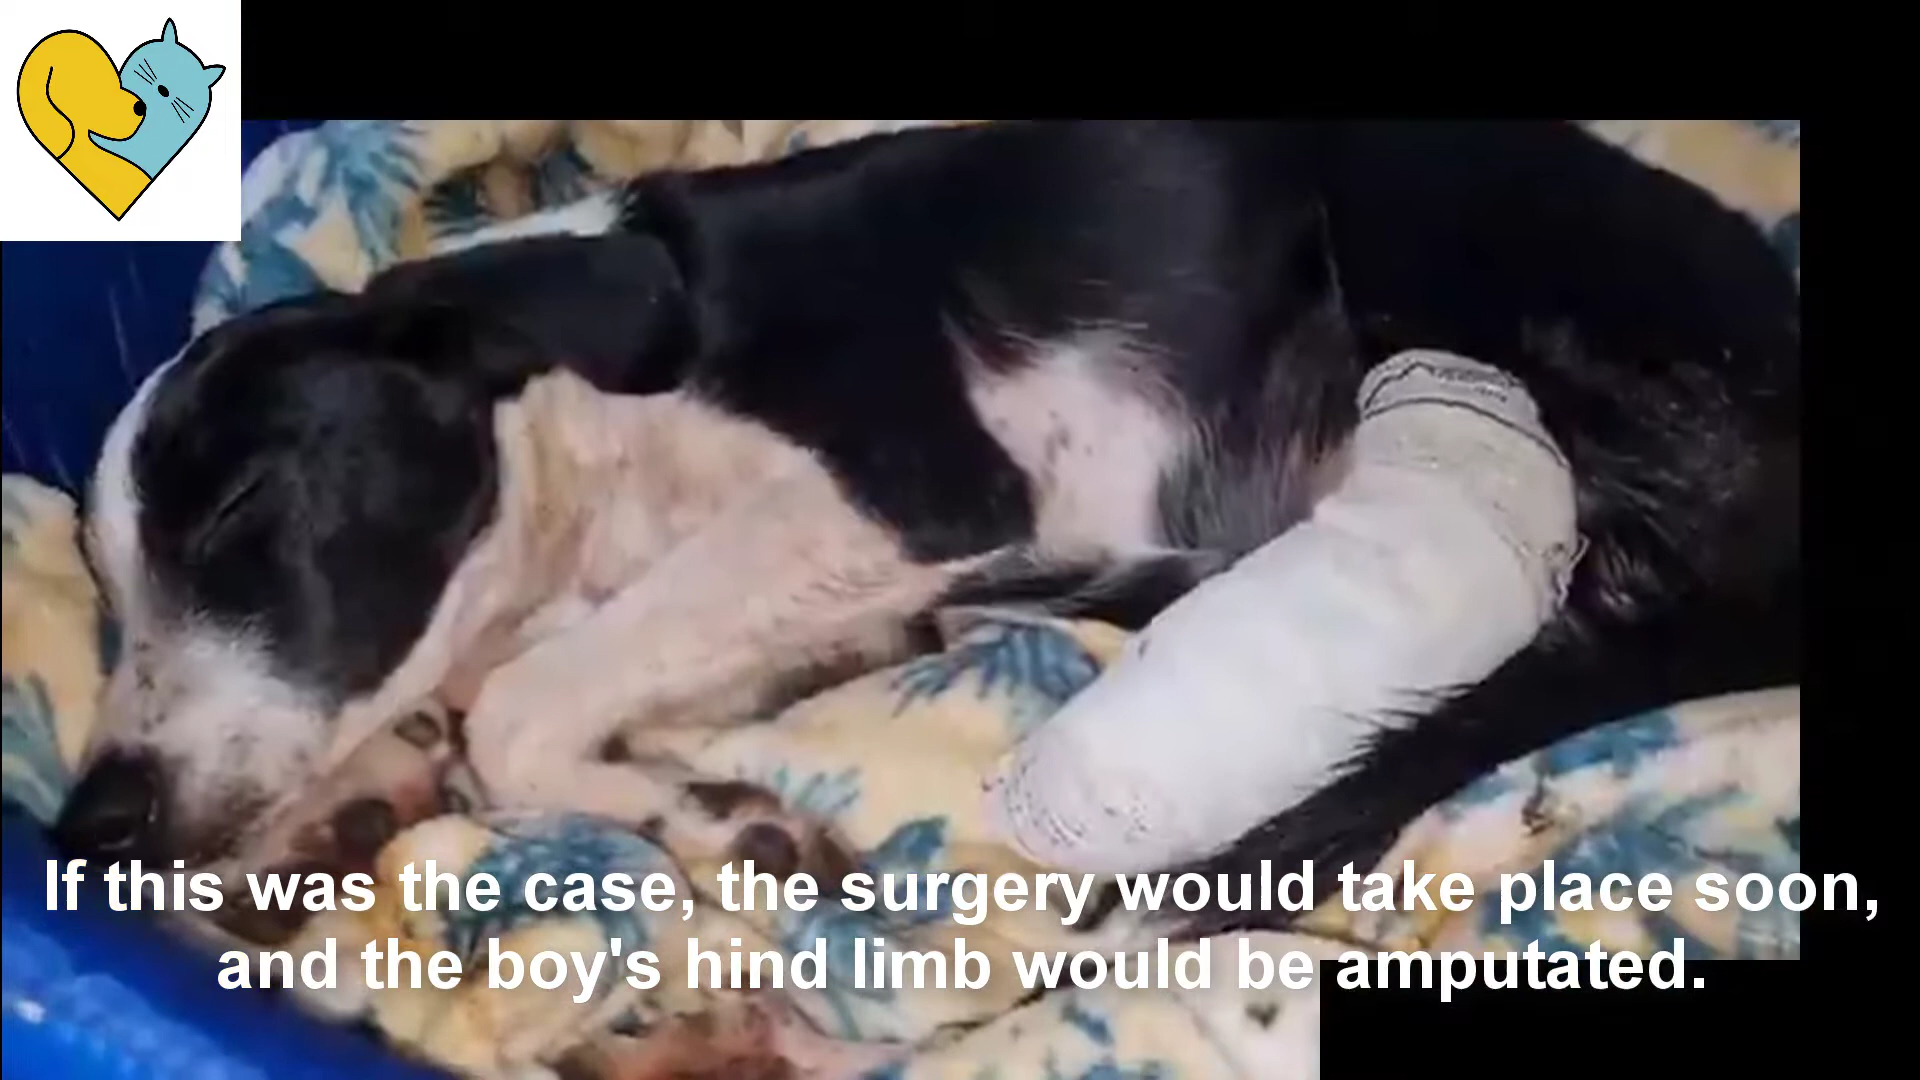 If this was the case, the surgery would take place soon,
and the boy's hind limb would be amputated.